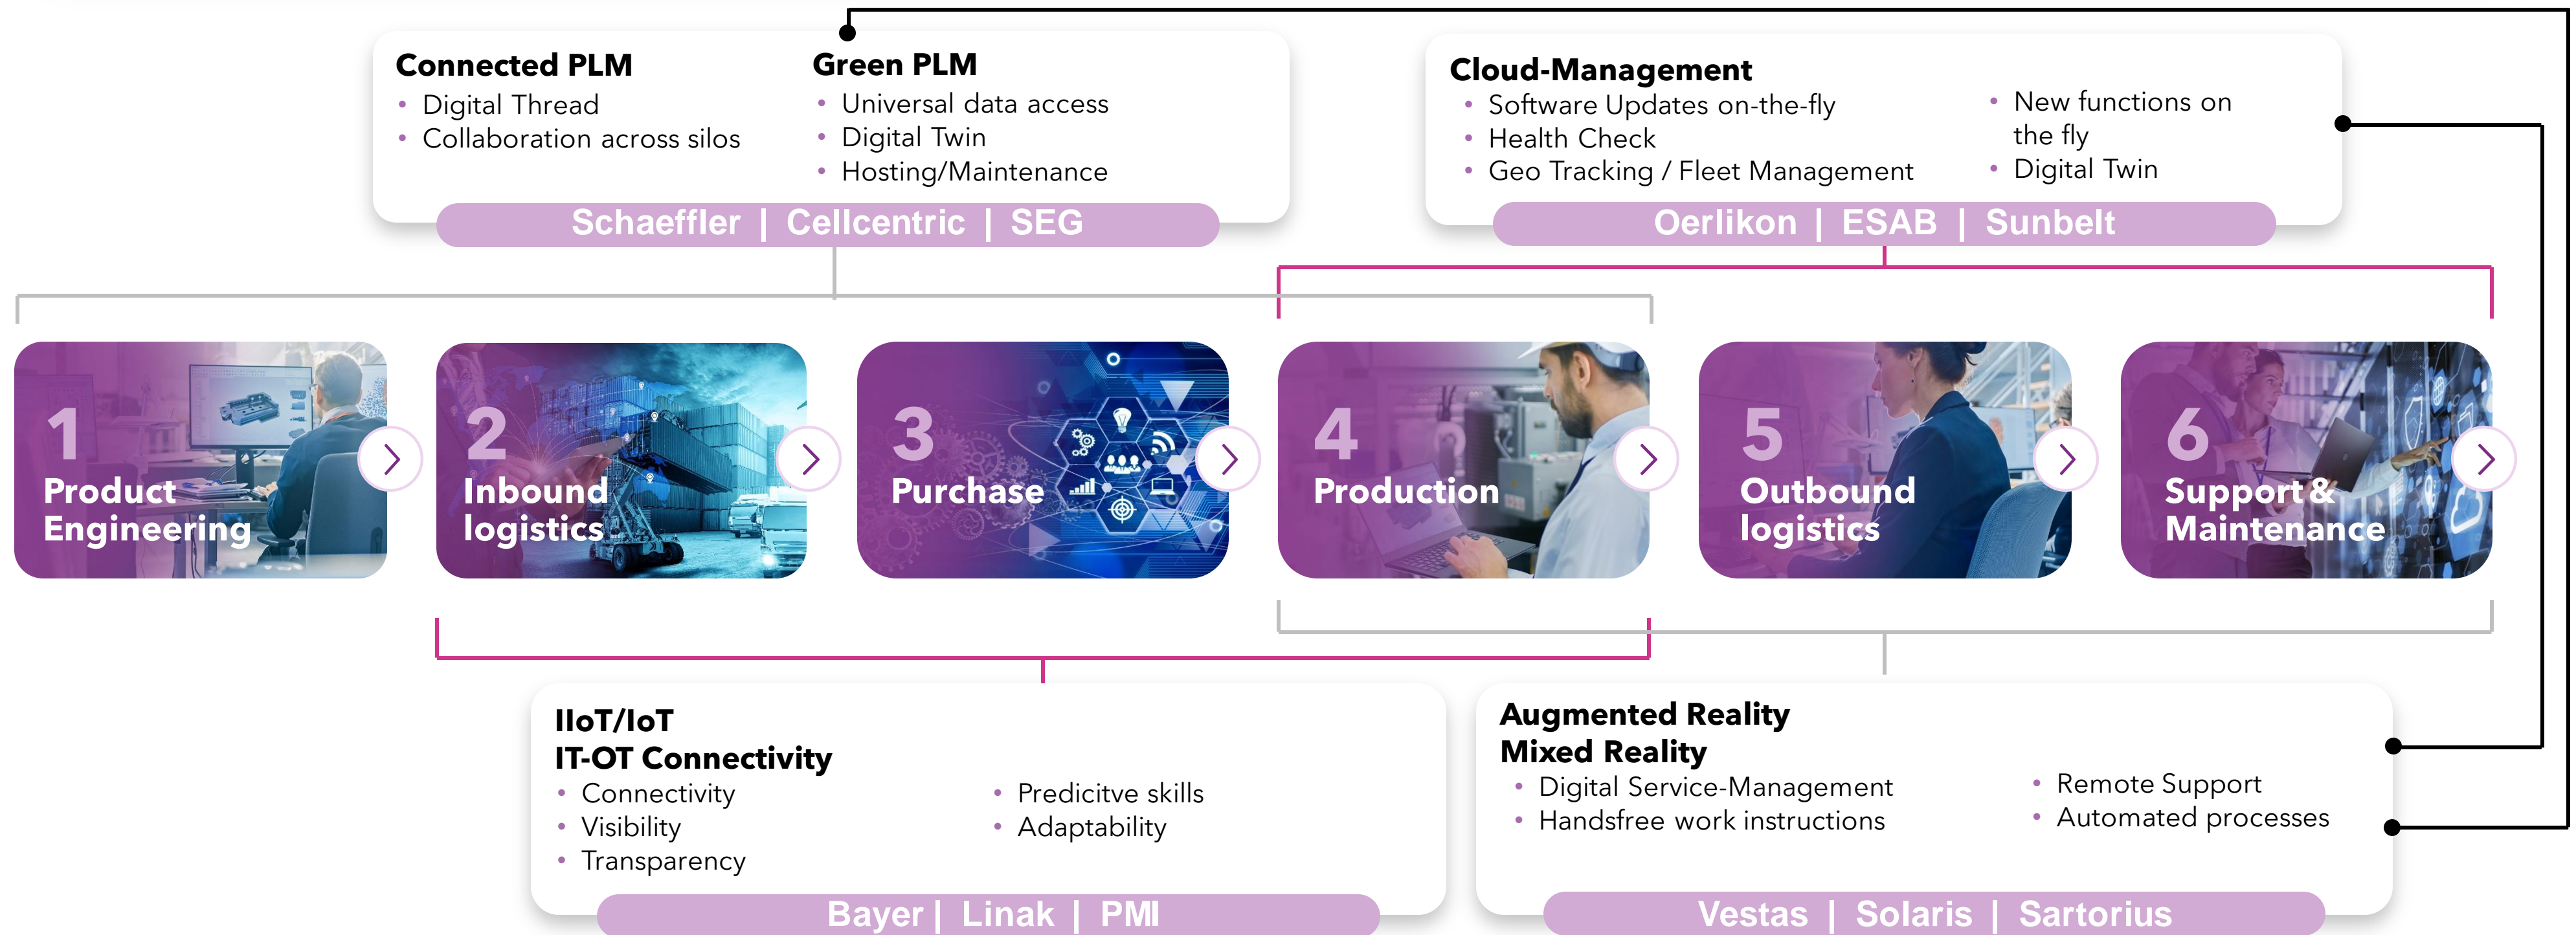 Connected PLM
• Digital Thread
• Collaboration across silos
Green PLM
• Universal data access
• Digital Twin
• Hosting/Maintenance
Schaeffler | Cellcentric | SEG
Cloud-Management
• Software Updates on-the-fly
• Health Check
• Geo Tracking / Fleet Management
• New functions on
the fly
• Digital Twin
Oerlikon | ESAB | Sunbelt
1
Product
Engineering
2
Inbound
logistics
3
Purchase
4
Production
5
Outbound
logistics
6
Support &
Maintenance
IIoT/IoT
IT-OT Connectivity
• Connectivity
• Visibility
• Transparency
• Predicitve skills
• Adaptability
Bayer | Linak | PMI
Augmented Reality
Mixed Reality
• Digital Service-Management
• Handsfree work instructions
• Remote Support
• Automated processes
Vestas | Solaris | Sartorius